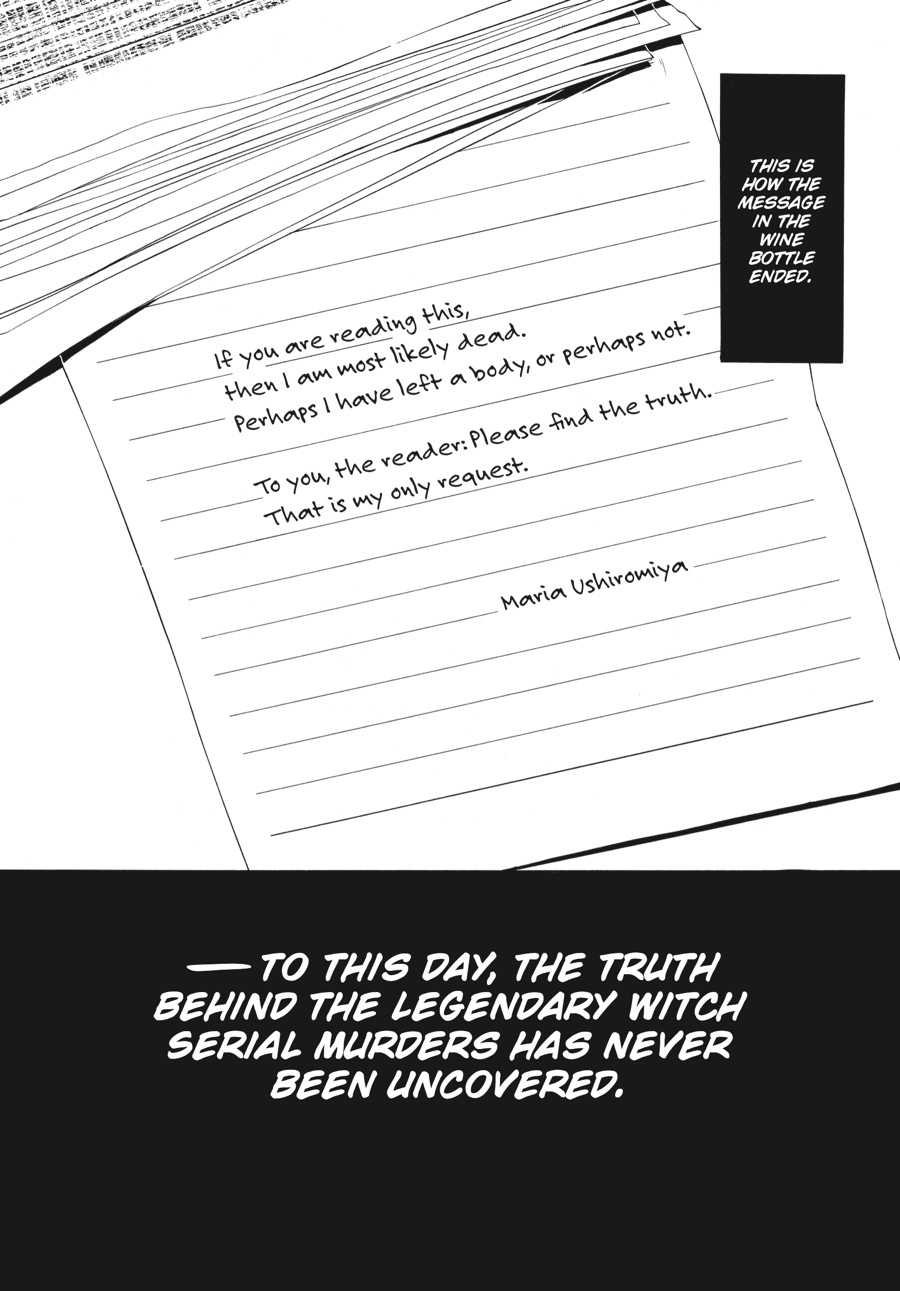 THIS IS
HOW THE
MESSAGE
IN THE
WINE
BOTTLE
ENDED.
If you are reading this,
then I am most likely dead.
Perhaps I have left a body, or perhaps not.
To you, the reader: Please find the truth.
That is my only request.
Maria Ushiromiya
— TO THIS DAY, THE TRUTH
BEHIND THE LEGENDARY WITCH
SERIAL MURDERS HAS NEVER
BEEN UNCOVERED.